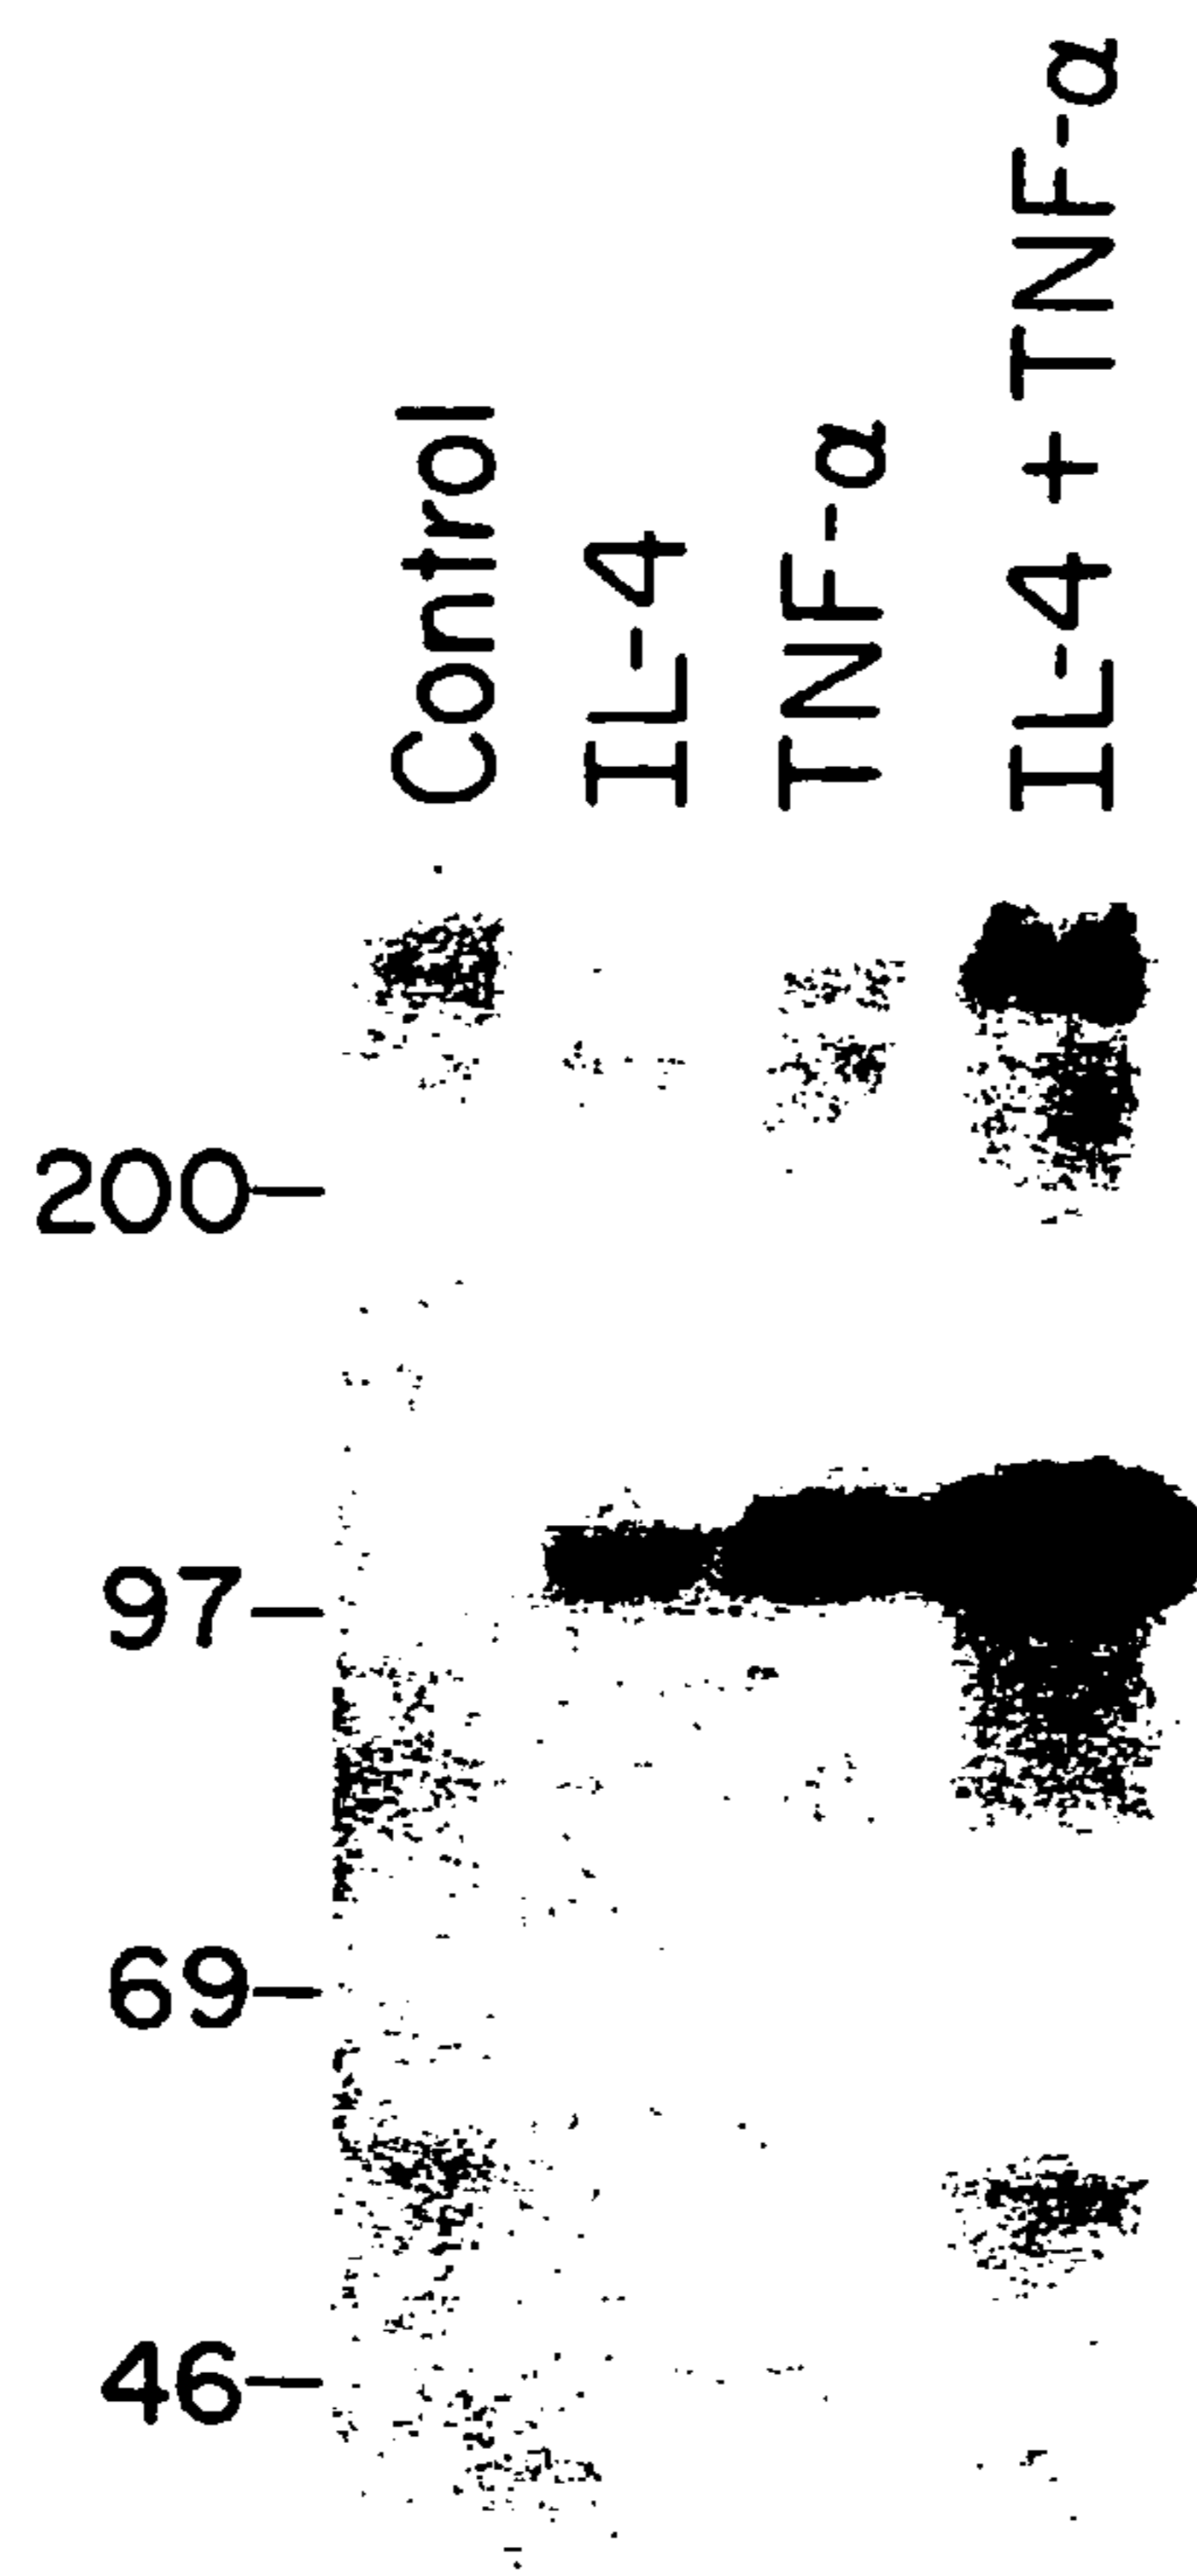 Control
IL-4
TNF-α
IL-4 + TNF-α
200
97
69
46